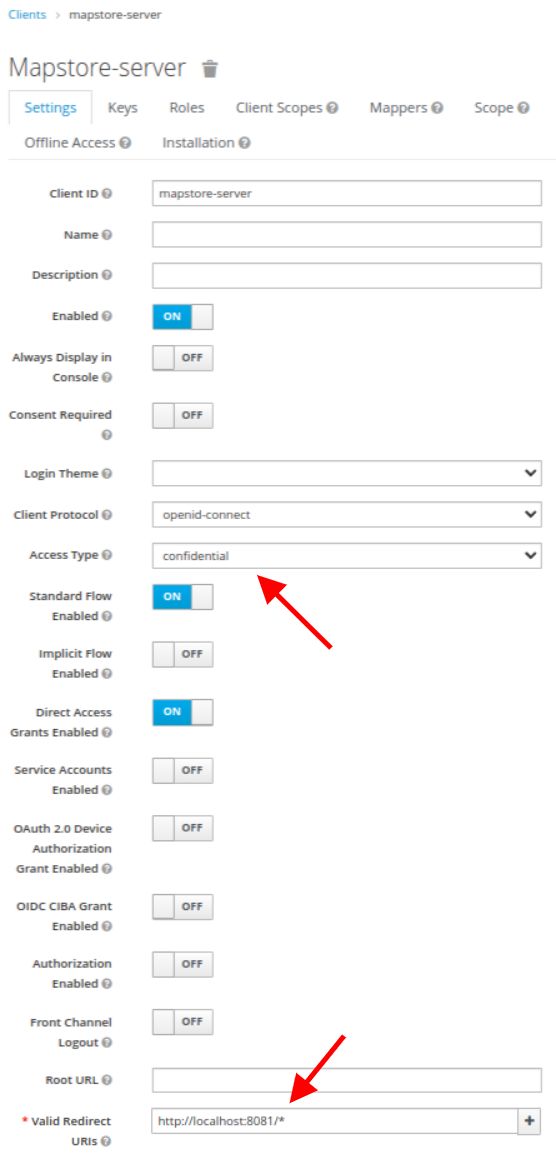 Clients > mapstore-server
Mapstore-server
Settings Keys Roles Client Scopes Mappers Scope
Offline Access Installation
Client ID mapstore-server
Name
Description
Enabled ON
Always Display in
Console OFF
Consent Required OFF
Login Theme
Client Protocol openid-connect
Access Type confidential
Standard Flow
Enabled ON
Implicit Flow
Enabled OFF
Direct Access
Grants Enabled ON
Service Accounts
Enabled OFF
OAuth 2.0 Device
Authorization
Grant Enabled OFF
OIDC CIBA Grant
Enabled OFF
Authorization
Enabled OFF
Front Channel
Logout OFF
Root URL
* Valid Redirect
URIs http://localhost:8081/* +